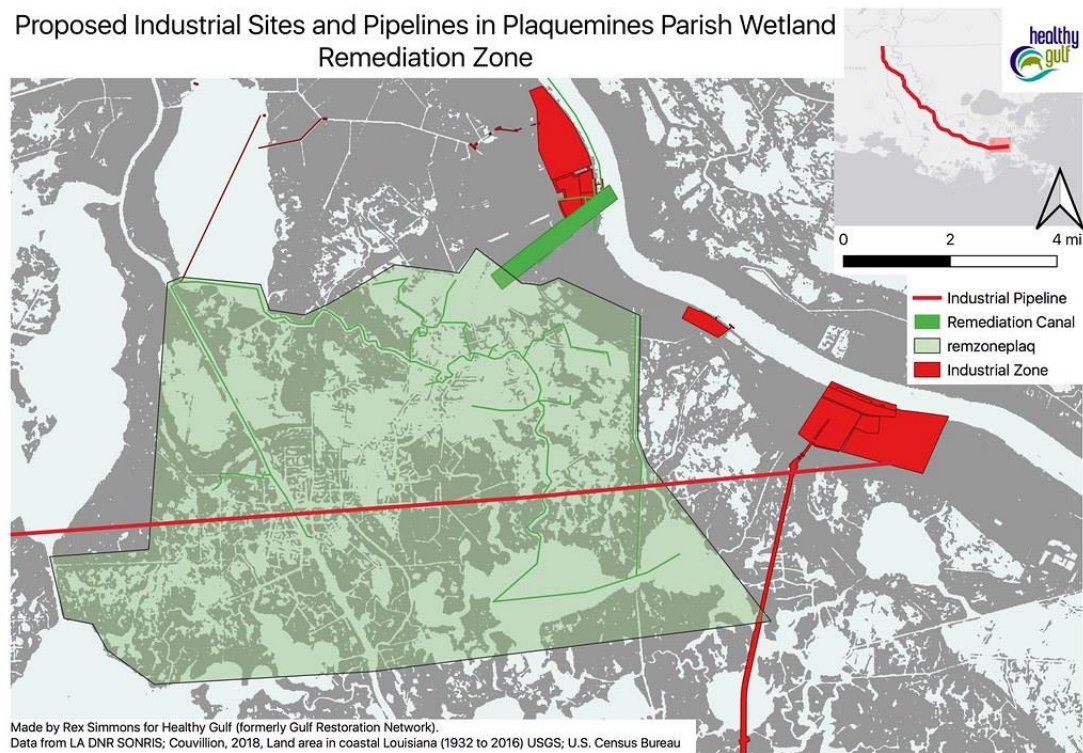 Proposed Industrial Sites and Pipelines in Plaquemines Parish Wetland
Remediation Zone
healthy
gulf
0 2 4 mi
Industrial Pipeline
Remediation Canal
remzoneplaq
Industrial Zone
Made by Rex Simmons for Healthy Gulf (formerly Gulf Restoration Network).
Data from LA DNR SONRIS; Couvillion, 2018, Land area in coastal Louisiana (1932 to 2016) USGS; U.S. Census Bureau